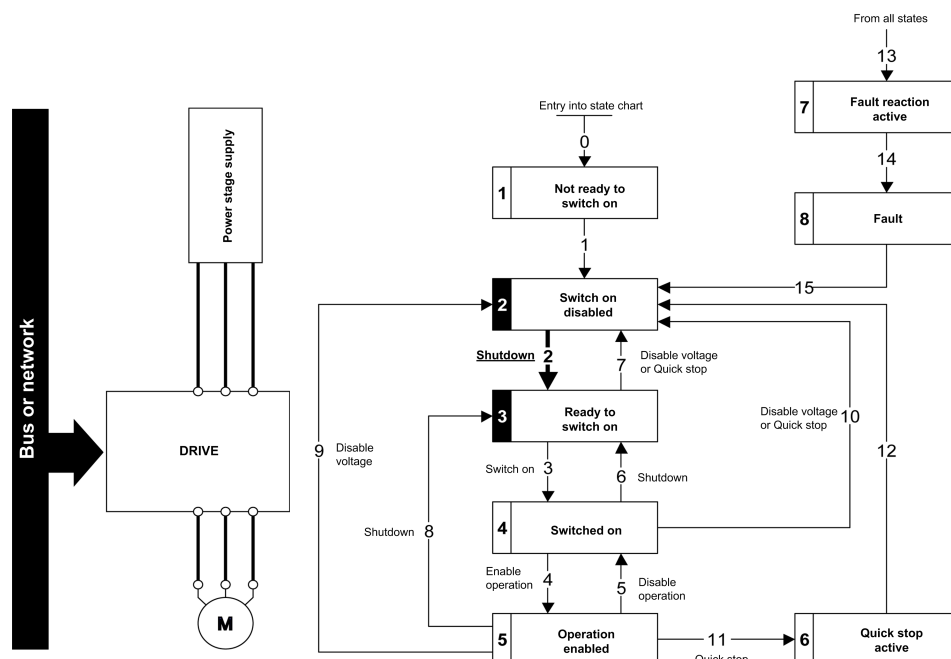 From all states
13
7
Fault reaction
active
14
8
Fault
15
Entry into state chart
0
1
Not ready to
switch on
1
2
Switch on
disabled
Shutdown 2
7
Disable voltage
or Quick stop
3
Ready to
switch on
Switch on 3
6 Shutdown
4
Switched on
Enable
operation
4
5
Disable
operation
5
Operation
enabled
11
Quick stop
6
Quick stop
active
12
Disable voltage
or Quick stop
10
9
Disable
voltage
Shutdown 8
Bus or network
Power stage supply
DRIVE
M